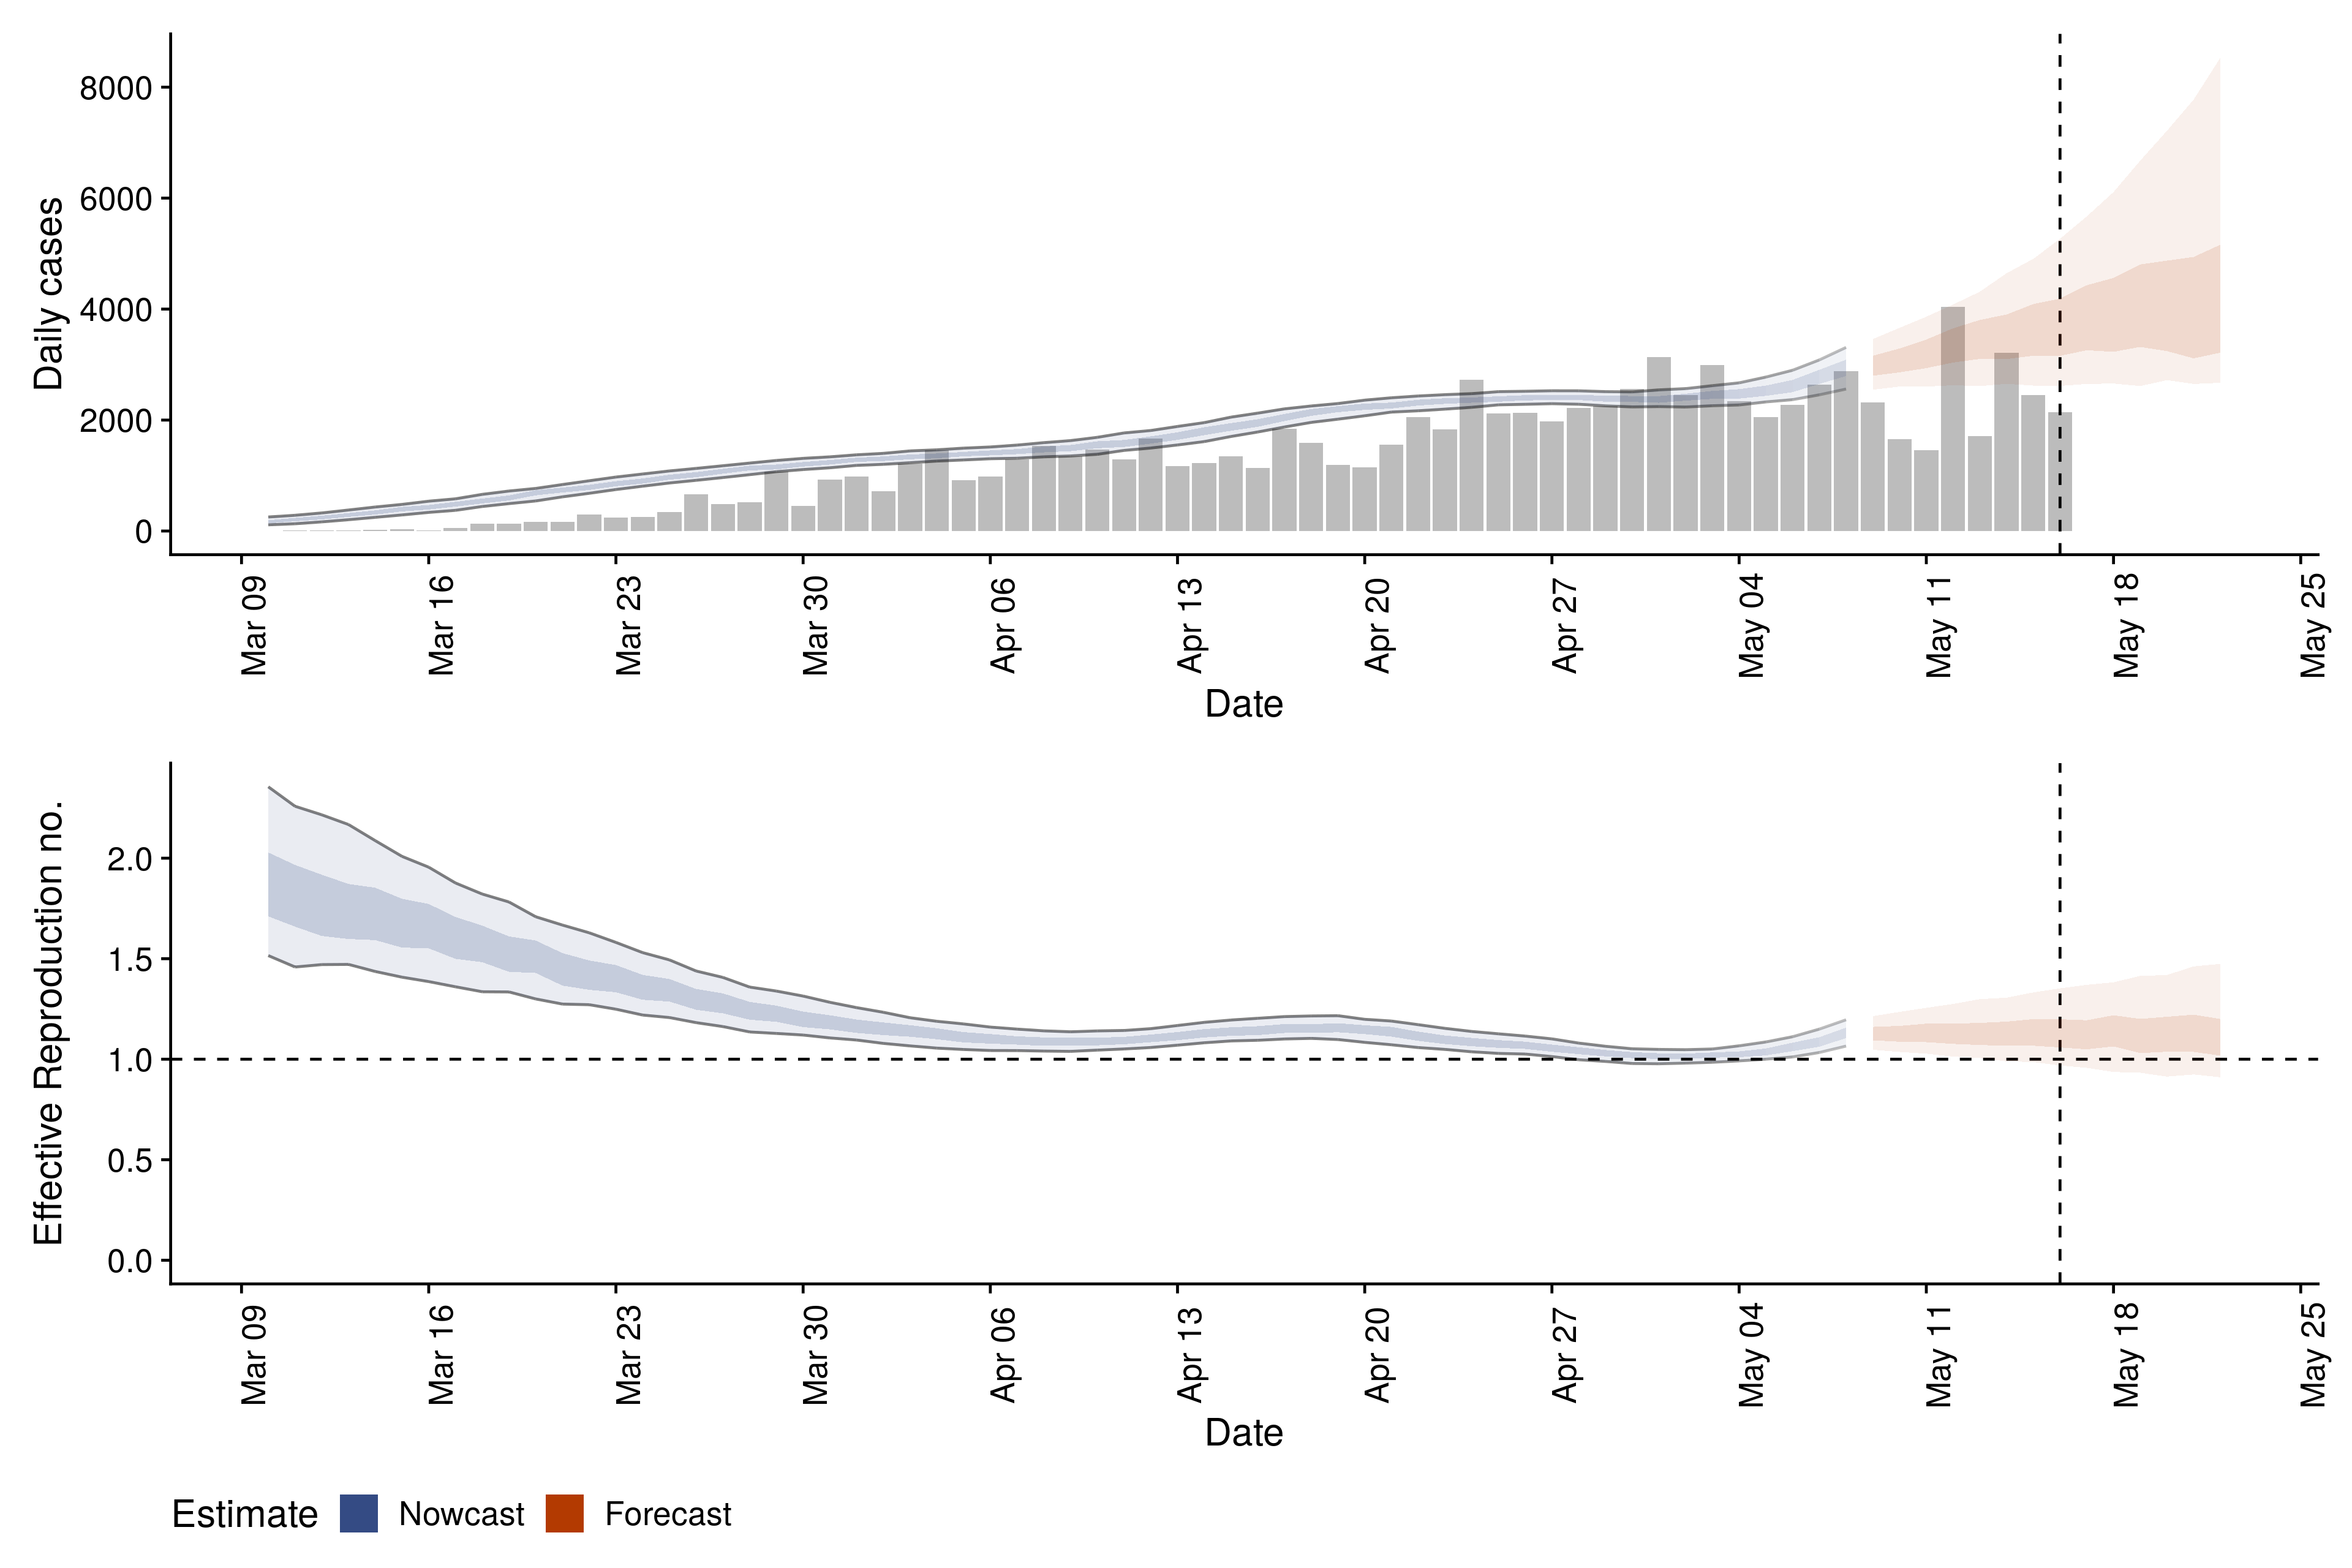 Daily cases
8000
6000
4000
2000
0
Mar 09
Mar 16
Mar 23
Mar 30
Apr 06
Apr 13
Apr 20
Apr 27
May 04
May 11
May 18
May 25
Date
Effective Reproduction no.
2.0
1.5
1.0
0.5
0.0
Mar 09
Mar 16
Mar 23
Mar 30
Apr 06
Apr 13
Apr 20
Apr 27
May 04
May 11
May 18
May 25
Date
Estimate Nowcast Forecast